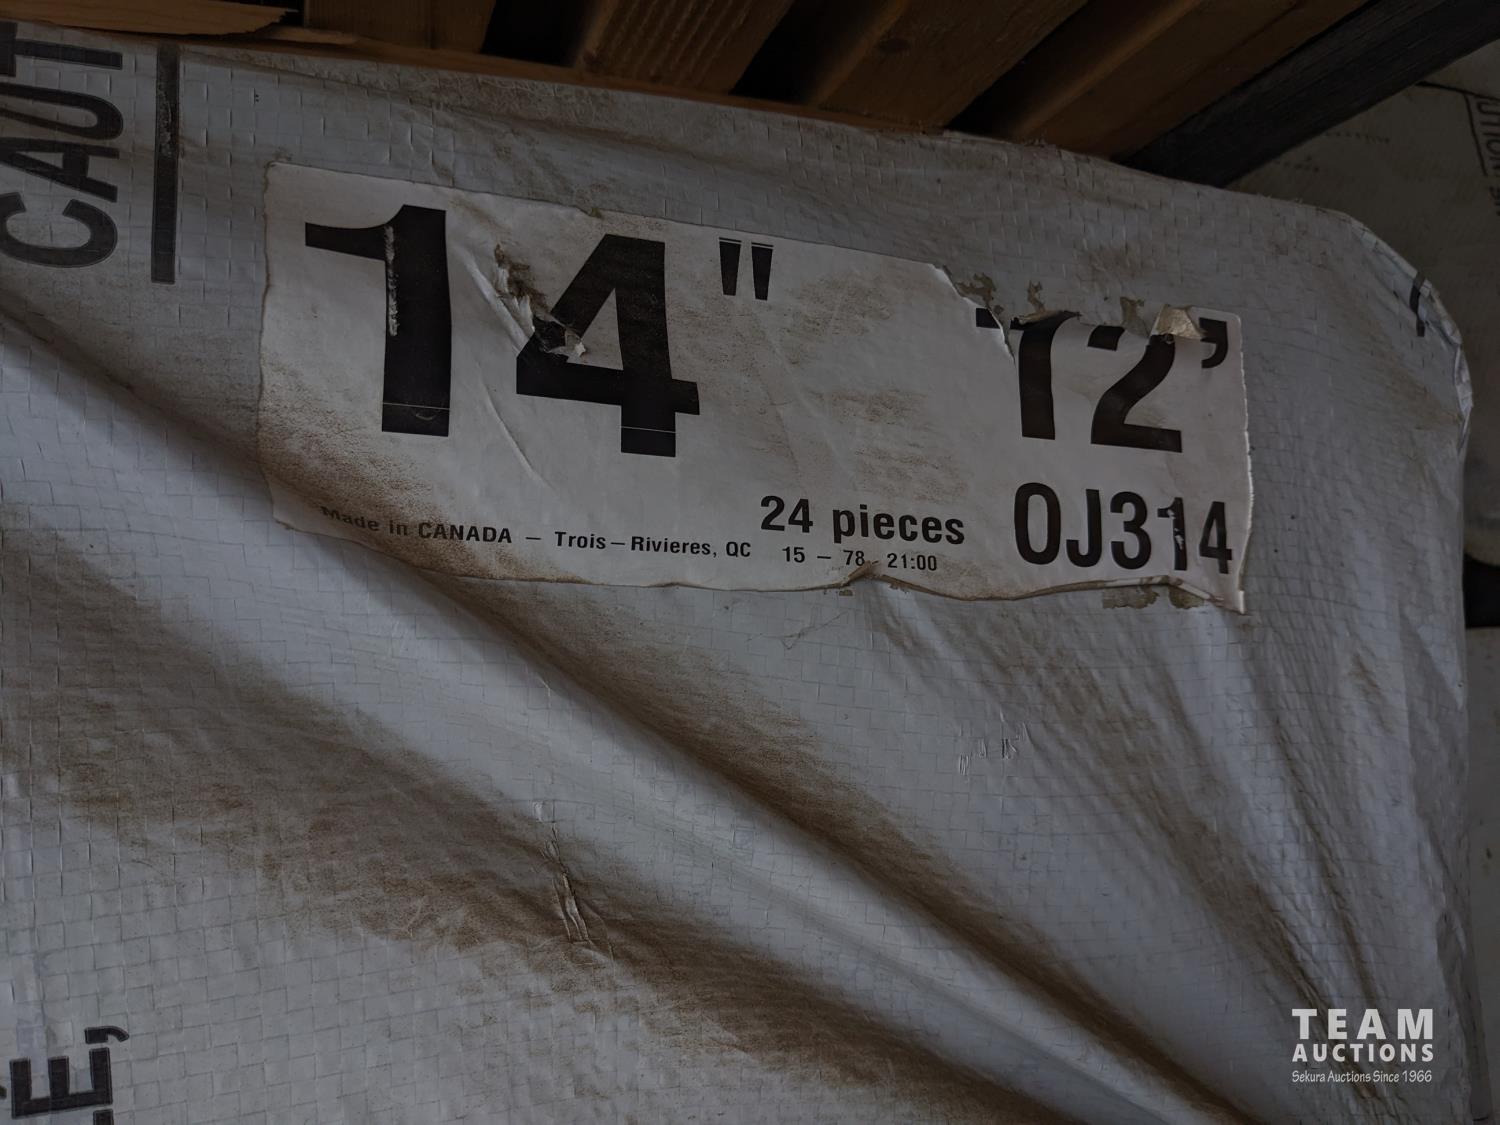 CAUT
14" 12'
24 pieces OJ314
Made in CANADA — Trois–Rivieres, QC 15 – 78 - 21:00
TEAM
AUCTIONS
Sekura Auctions Since 1966